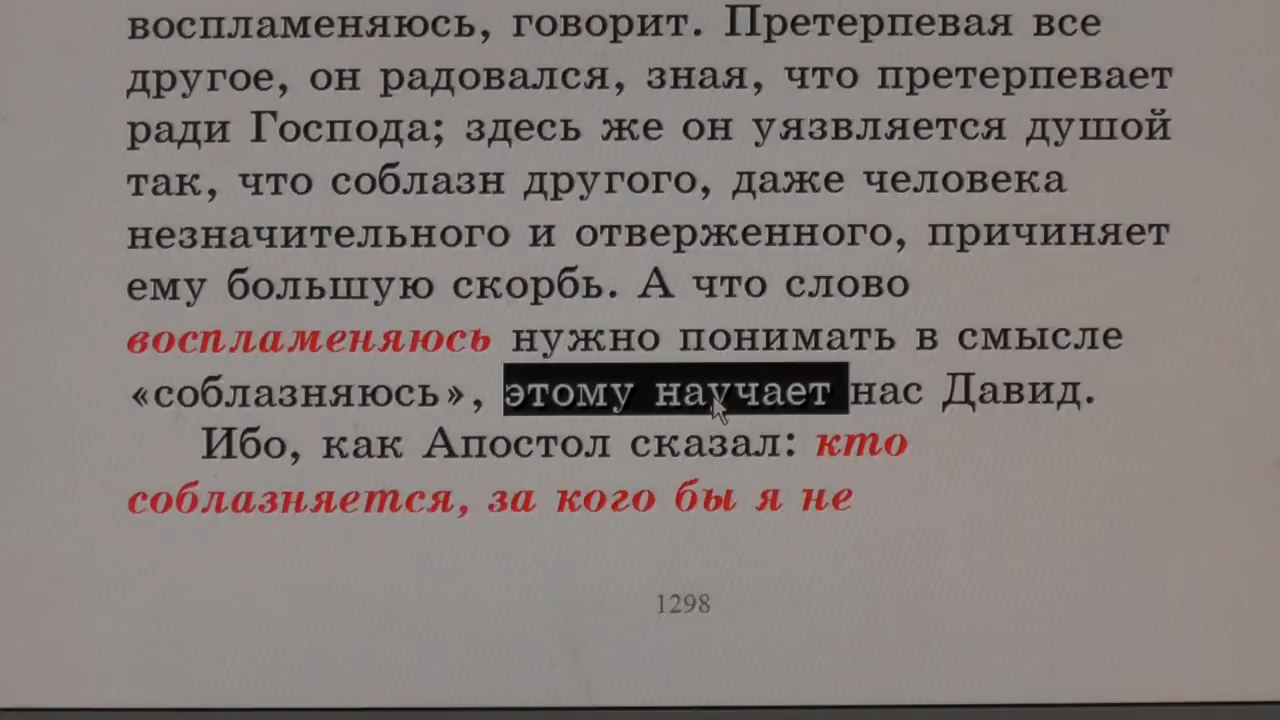 воспламеняюсь, говорит. Претерпевая все
другое, он радовался, зная, что претерпевает
ради Господа; здесь же он уязвляется душой
так, что соблазн другого, даже человека
незначительного и отверженного, причиняет
ему большую скорбь. А что слово
воспламеняюсь нужно понимать в смысле
«соблазняюсь», этому научает нас Давид.
Ибо, как Апостол сказал: кто
соблазняется, за кого бы я не
1298